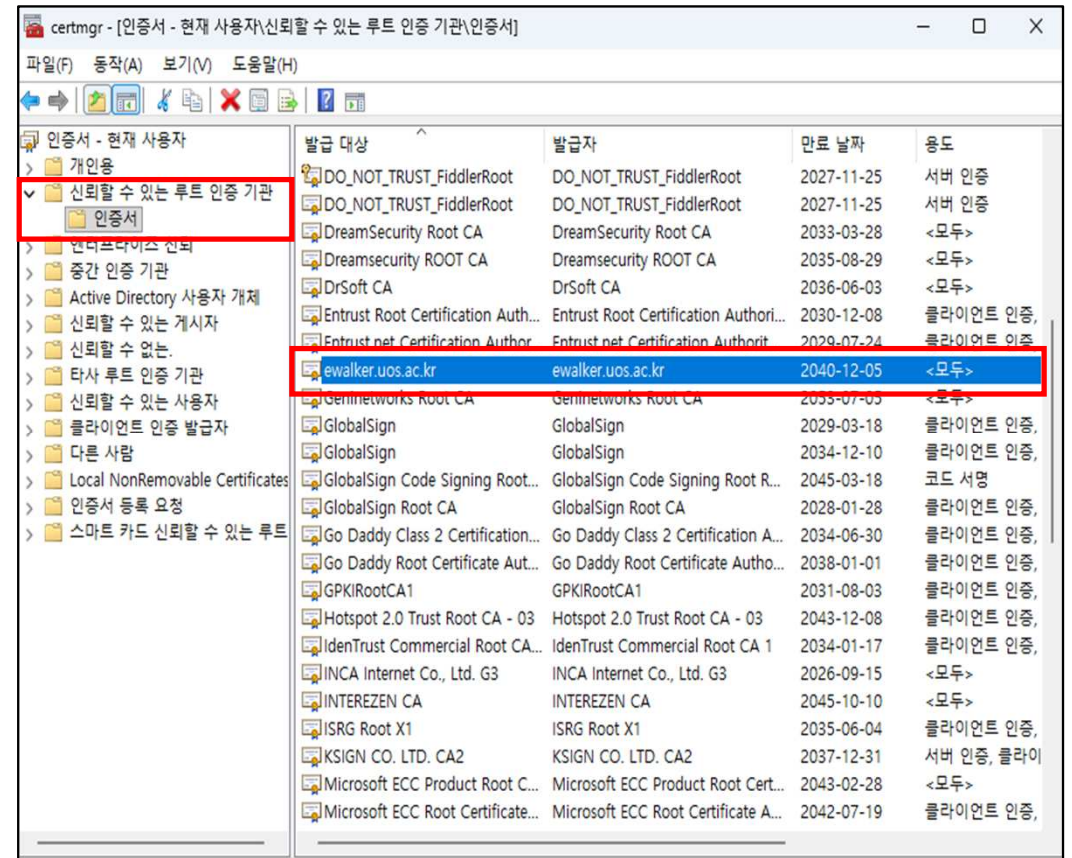 certmgr - [인증서 - 현재 사용자\신뢰할 수 있는 루트 인증 기관\인증서]
파일(F) 동작(A) 보기(V) 도움말(H)
인증서 - 현재 사용자
개인용
신뢰할 수 있는 루트 인증 기관
인증서
엔터프라이즈 신뢰
중간 인증 기관
Active Directory 사용자 개체
신뢰할 수 있는 게시자
신뢰할 수 없는.
타사 루트 인증 기관
신뢰할 수 있는 사용자
클라이언트 인증 발급자
다른 사람
Local NonRemovable Certificates
인증서 등록 요청
스마트 카드 신뢰할 수 있는 루트
발급 대상 발급자 만료 날짜 용도
DO_NOT_TRUST_FiddlerRoot DO_NOT_TRUST_FiddlerRoot 2027-11-25 서버 인증
DO_NOT_TRUST_FiddlerRoot DO_NOT_TRUST_FiddlerRoot 2027-11-25 서버 인증
DreamSecurity Root CA DreamSecurity Root CA 2033-03-28 <모두>
Dreamsecurity ROOT CA Dreamsecurity ROOT CA 2035-08-29 <모두>
DrSoft CA DrSoft CA 2036-06-03 <모두>
Entrust Root Certification Auth... Entrust Root Certification Authori... 2030-12-08 클라이언트 인증,
Entrust.net Certification Author... Entrust.net Certification Authorit... 2029-07-24 클라이언트 인증,
ewalker.uos.ac.kr ewalker.uos.ac.kr 2040-12-05 <모두>
Geninetworks Root CA Geninetworks Root CA 2053-07-05 <모두>
GlobalSign GlobalSign 2029-03-18 클라이언트 인증,
GlobalSign GlobalSign 2034-12-10 클라이언트 인증,
GlobalSign Code Signing Root... GlobalSign Code Signing Root R... 2045-03-18 코드 서명
GlobalSign Root CA GlobalSign Root CA 2028-01-28 클라이언트 인증,
Go Daddy Class 2 Certification... Go Daddy Class 2 Certification A... 2034-06-30 클라이언트 인증,
Go Daddy Root Certificate Aut... Go Daddy Root Certificate Autho... 2038-01-01 클라이언트 인증,
GPKIRootCA1 GPKIRootCA1 2031-08-03 클라이언트 인증,
Hotspot 2.0 Trust Root CA - 03 Hotspot 2.0 Trust Root CA - 03 2043-12-08 클라이언트 인증,
IdenTrust Commercial Root CA... IdenTrust Commercial Root CA 1 2034-01-17 클라이언트 인증,
INCA Internet Co., Ltd. G3 INCA Internet Co., Ltd. G3 2026-09-15 <모두>
INTEREZEN CA INTEREZEN CA 2045-10-10 <모두>
ISRG Root X1 ISRG Root X1 2035-06-04 클라이언트 인증,
KSIGN CO. LTD. CA2 KSIGN CO. LTD. CA2 2037-12-31 서버 인증, 클라이
Microsoft ECC Product Root C... Microsoft ECC Product Root Cert... 2043-02-28 <모두>
Microsoft ECC Root Certificate... Microsoft ECC Root Certificate A... 2042-07-19 클라이언트 인증,